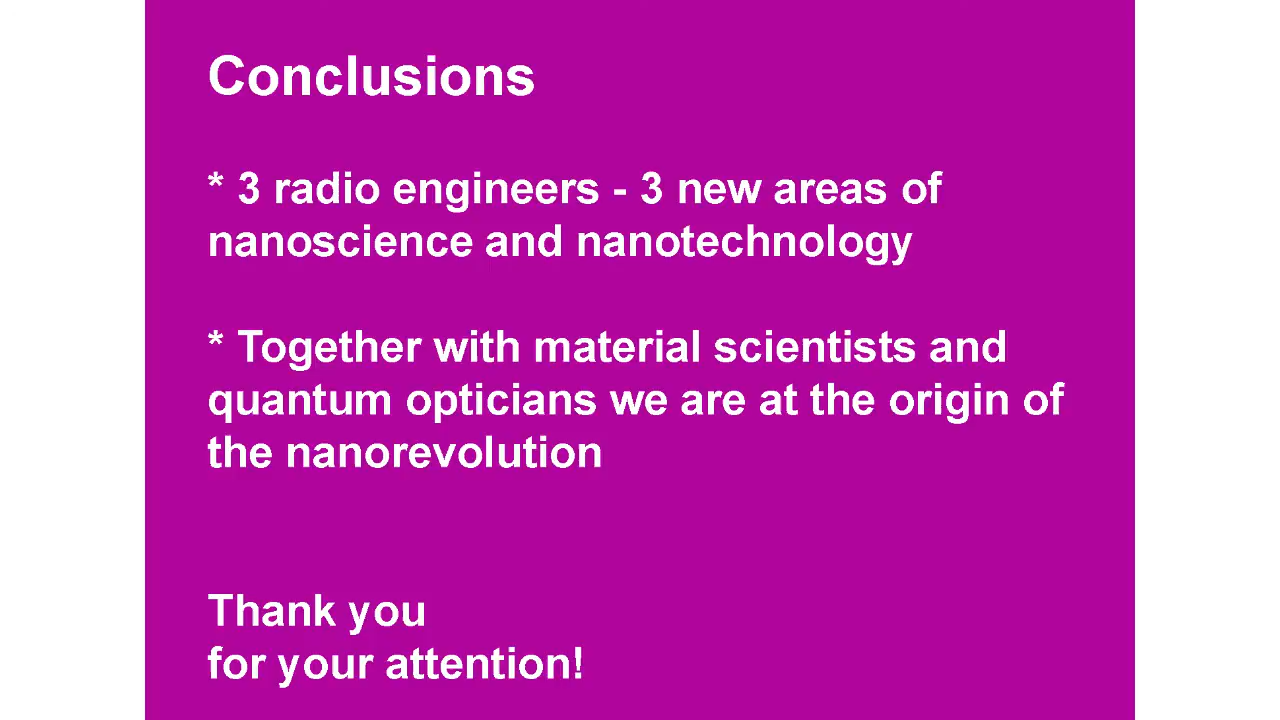 Conclusions
* 3 radio engineers - 3 new areas of
nanoscience and nanotechnology
* Together with material scientists and
quantum opticians we are at the origin of
the nanorevolution
Thank you
for your attention!